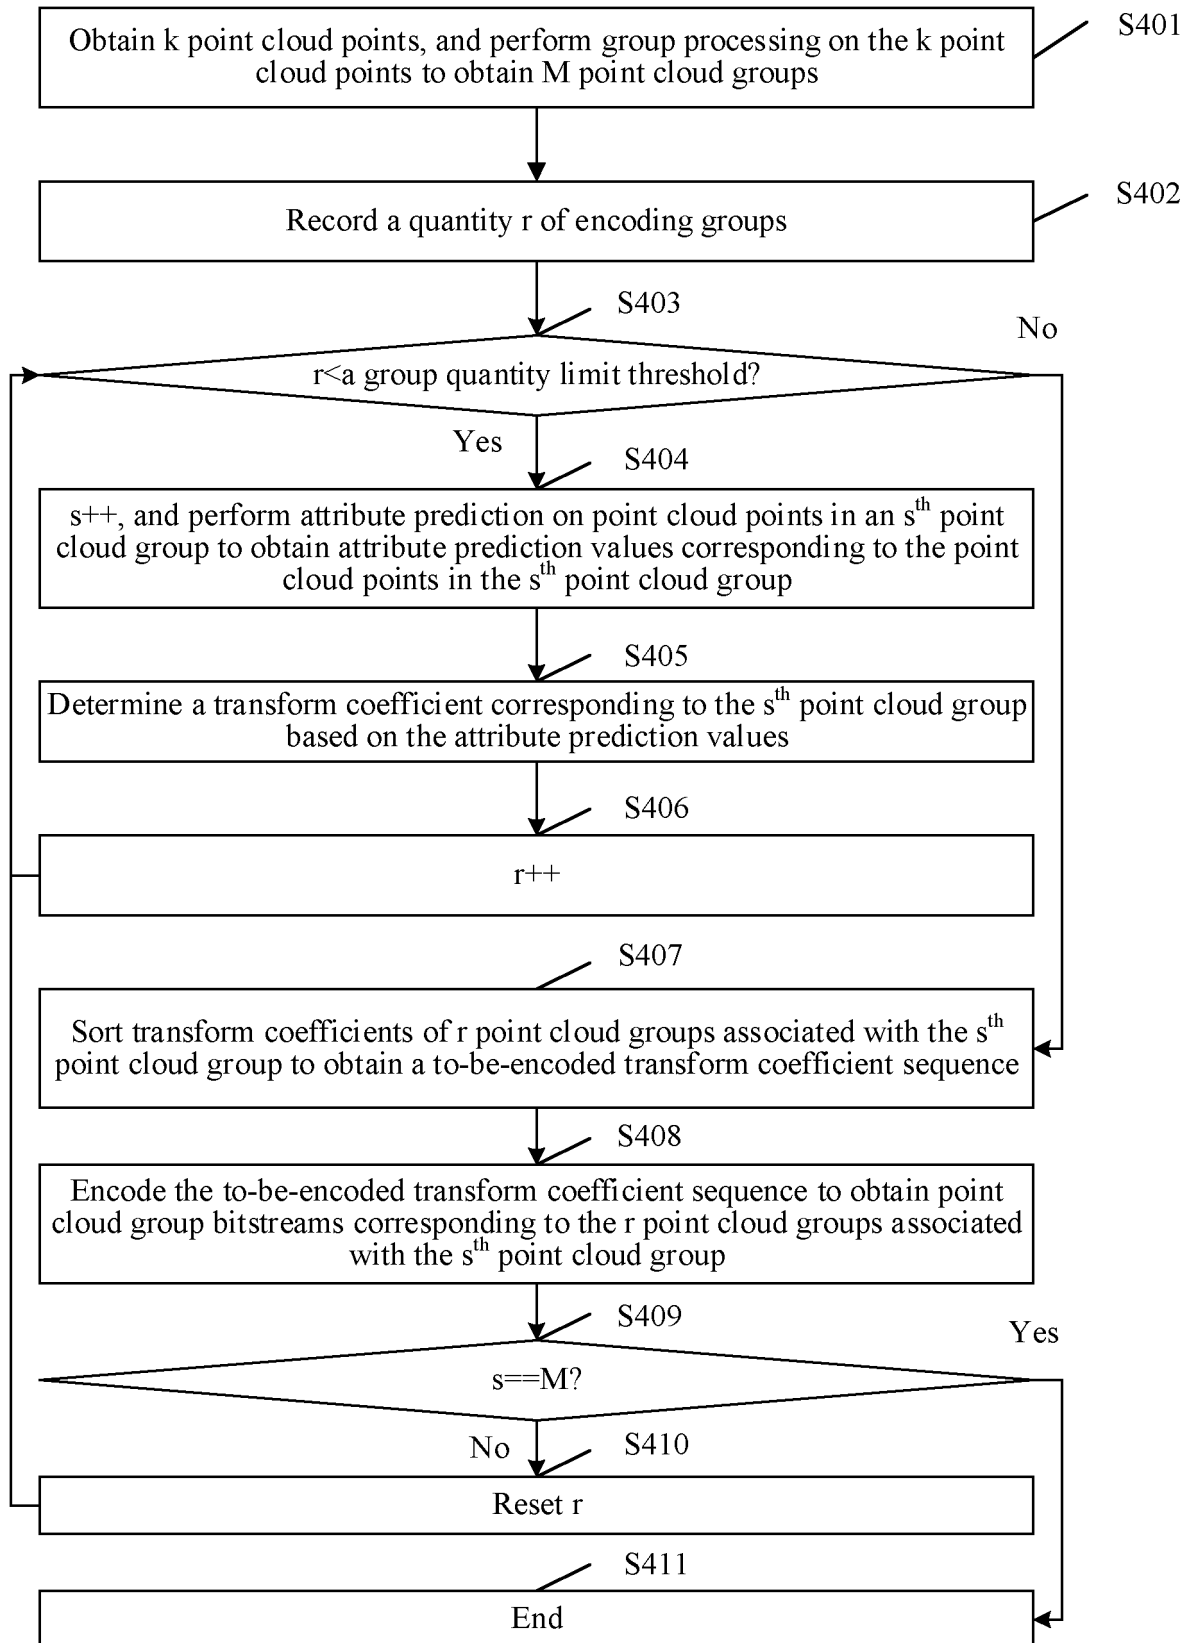 S401
Obtain k point cloud points, and perform group processing on the k point
cloud points to obtain M point cloud groups
S402
Record a quantity r of encoding groups
S403
No
r<a group quantity limit threshold?
Yes
S404
s++, and perform attribute prediction on point cloud points in an sth point
cloud group to obtain attribute prediction values corresponding to the point
cloud points in the sth point cloud group
S405
Determine a transform coefficient corresponding to the sth point cloud group
based on the attribute prediction values
S406
r++
S407
Sort transform coefficients of r point cloud groups associated with the sth
point cloud group to obtain a to-be-encoded transform coefficient sequence
S408
Encode the to-be-encoded transform coefficient sequence to obtain point
cloud group bitstreams corresponding to the r point cloud groups associated
with the sth point cloud group
S409
Yes
s==M?
No
S410
Reset r
S411
End